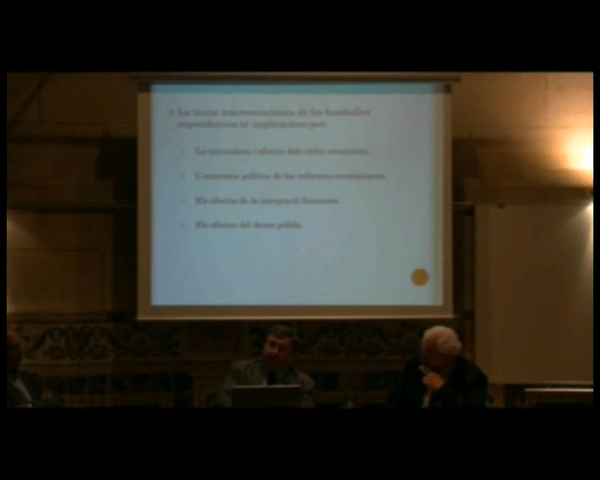 La teoria macroeconòmica de les bombolles
especulatives té implicacions per:
La naturalesa i efectes dels cicles econòmics.
L'economia política de les reformes econòmiques.
Els efectes de la integració financera.
Els efectes del deute públic.